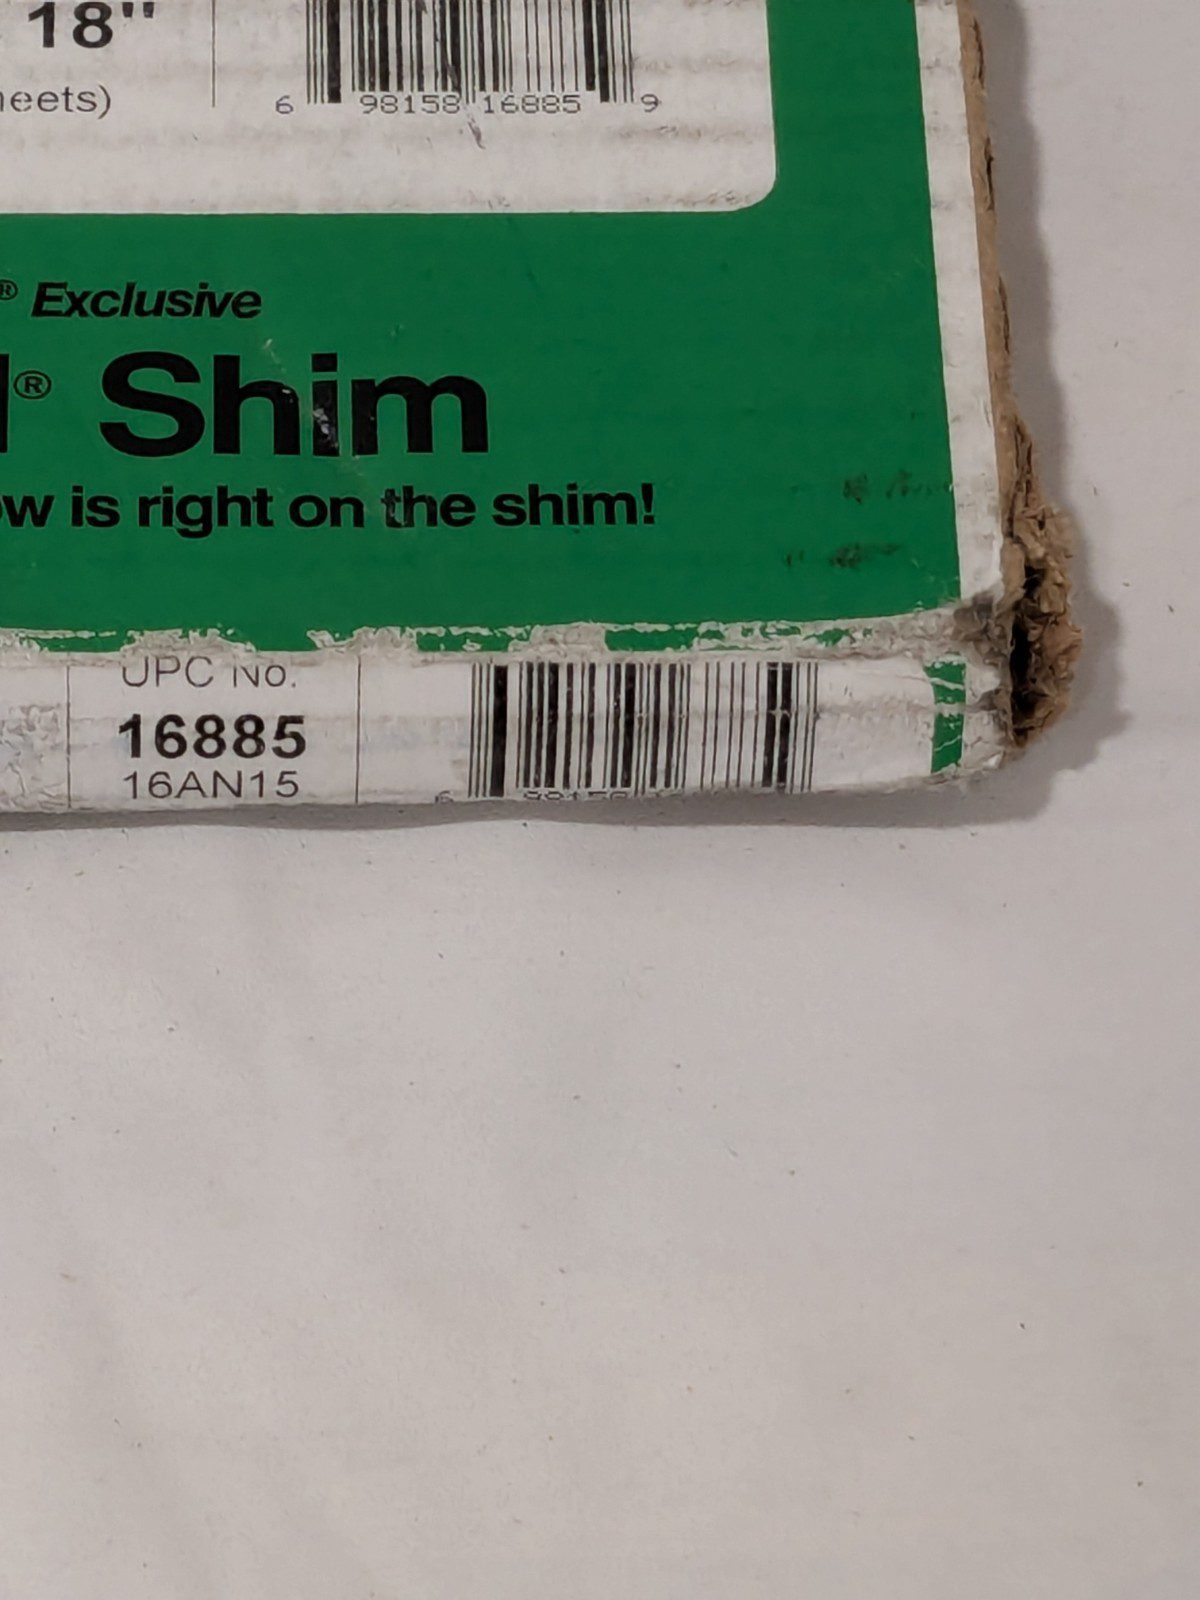 18"
6 98158 16885 9
® Exclusive
® Shim
is right on the shim!
UPC No.
16885
16AN15